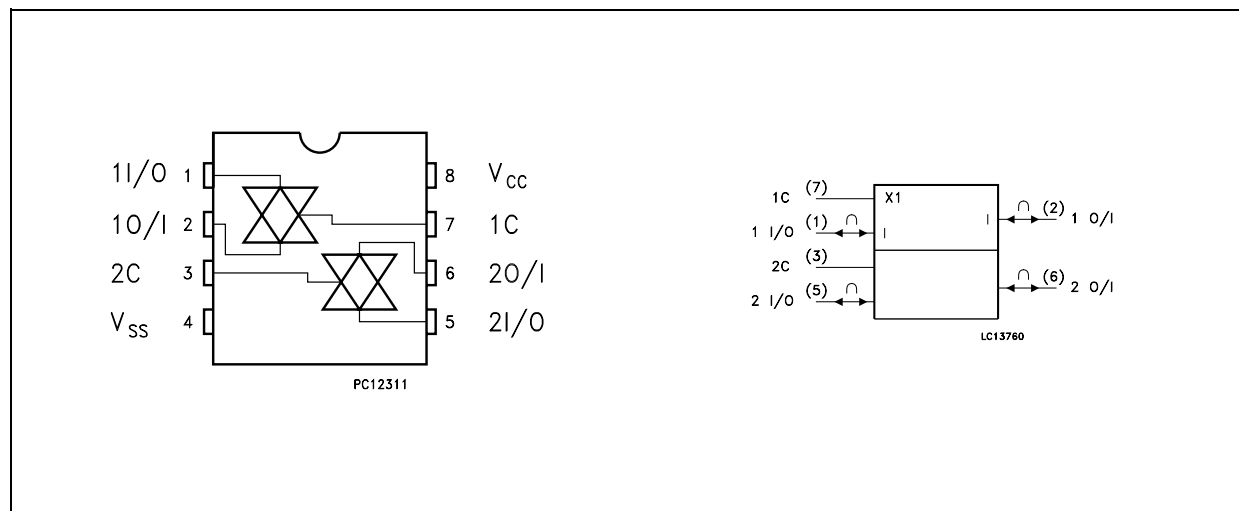 1I/O 1 8 VCC
1O/I 2 7 1C
2C 3 6 2O/I
VSS 4 5 2I/O
PC12311
1C (7) X1
1 I/O (1) ∩ I I ∩ (2) 1 O/I
2C (3)
2 I/O (5) ∩ ∩ (6) 2 O/I
LC13760